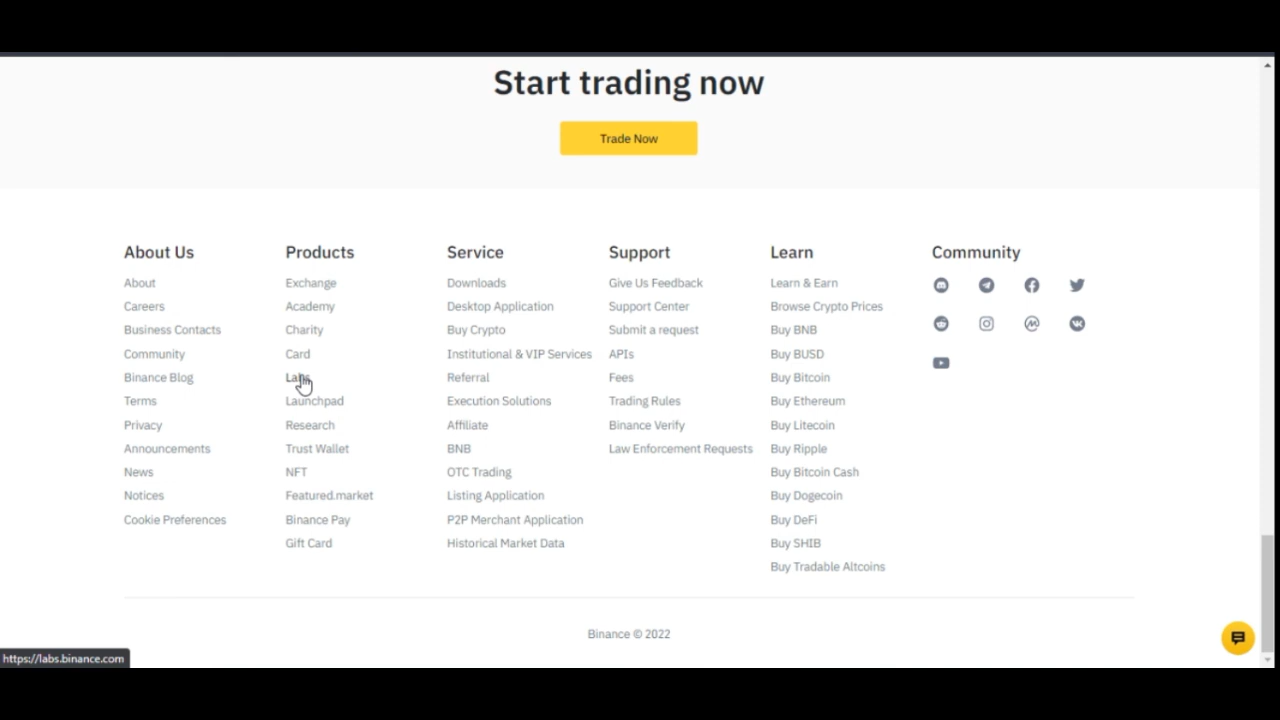 Start trading now
Trade Now
About Us
About
Careers
Business Contacts
Community
Binance Blog
Terms
Privacy
Announcements
News
Notices
Cookie Preferences
Products
Exchange
Academy
Charity
Card
Labs
Launchpad
Research
Trust Wallet
NFT
Featured.market
Binance Pay
Gift Card
Service
Downloads
Desktop Application
Buy Crypto
Institutional & VIP Services
Referral
Execution Solutions
Affiliate
BNB
OTC Trading
Listing Application
P2P Merchant Application
Historical Market Data
Support
Give Us Feedback
Support Center
Submit a request
APIs
Fees
Trading Rules
Binance Verify
Law Enforcement Requests
Learn
Learn & Earn
Browse Crypto Prices
Buy BNB
Buy BUSD
Buy Bitcoin
Buy Ethereum
Buy Litecoin
Buy Ripple
Buy Bitcoin Cash
Buy Dogecoin
Buy DeFi
Buy SHIB
Buy Tradable Altcoins
Community
Binance © 2022
https://labs.binance.com